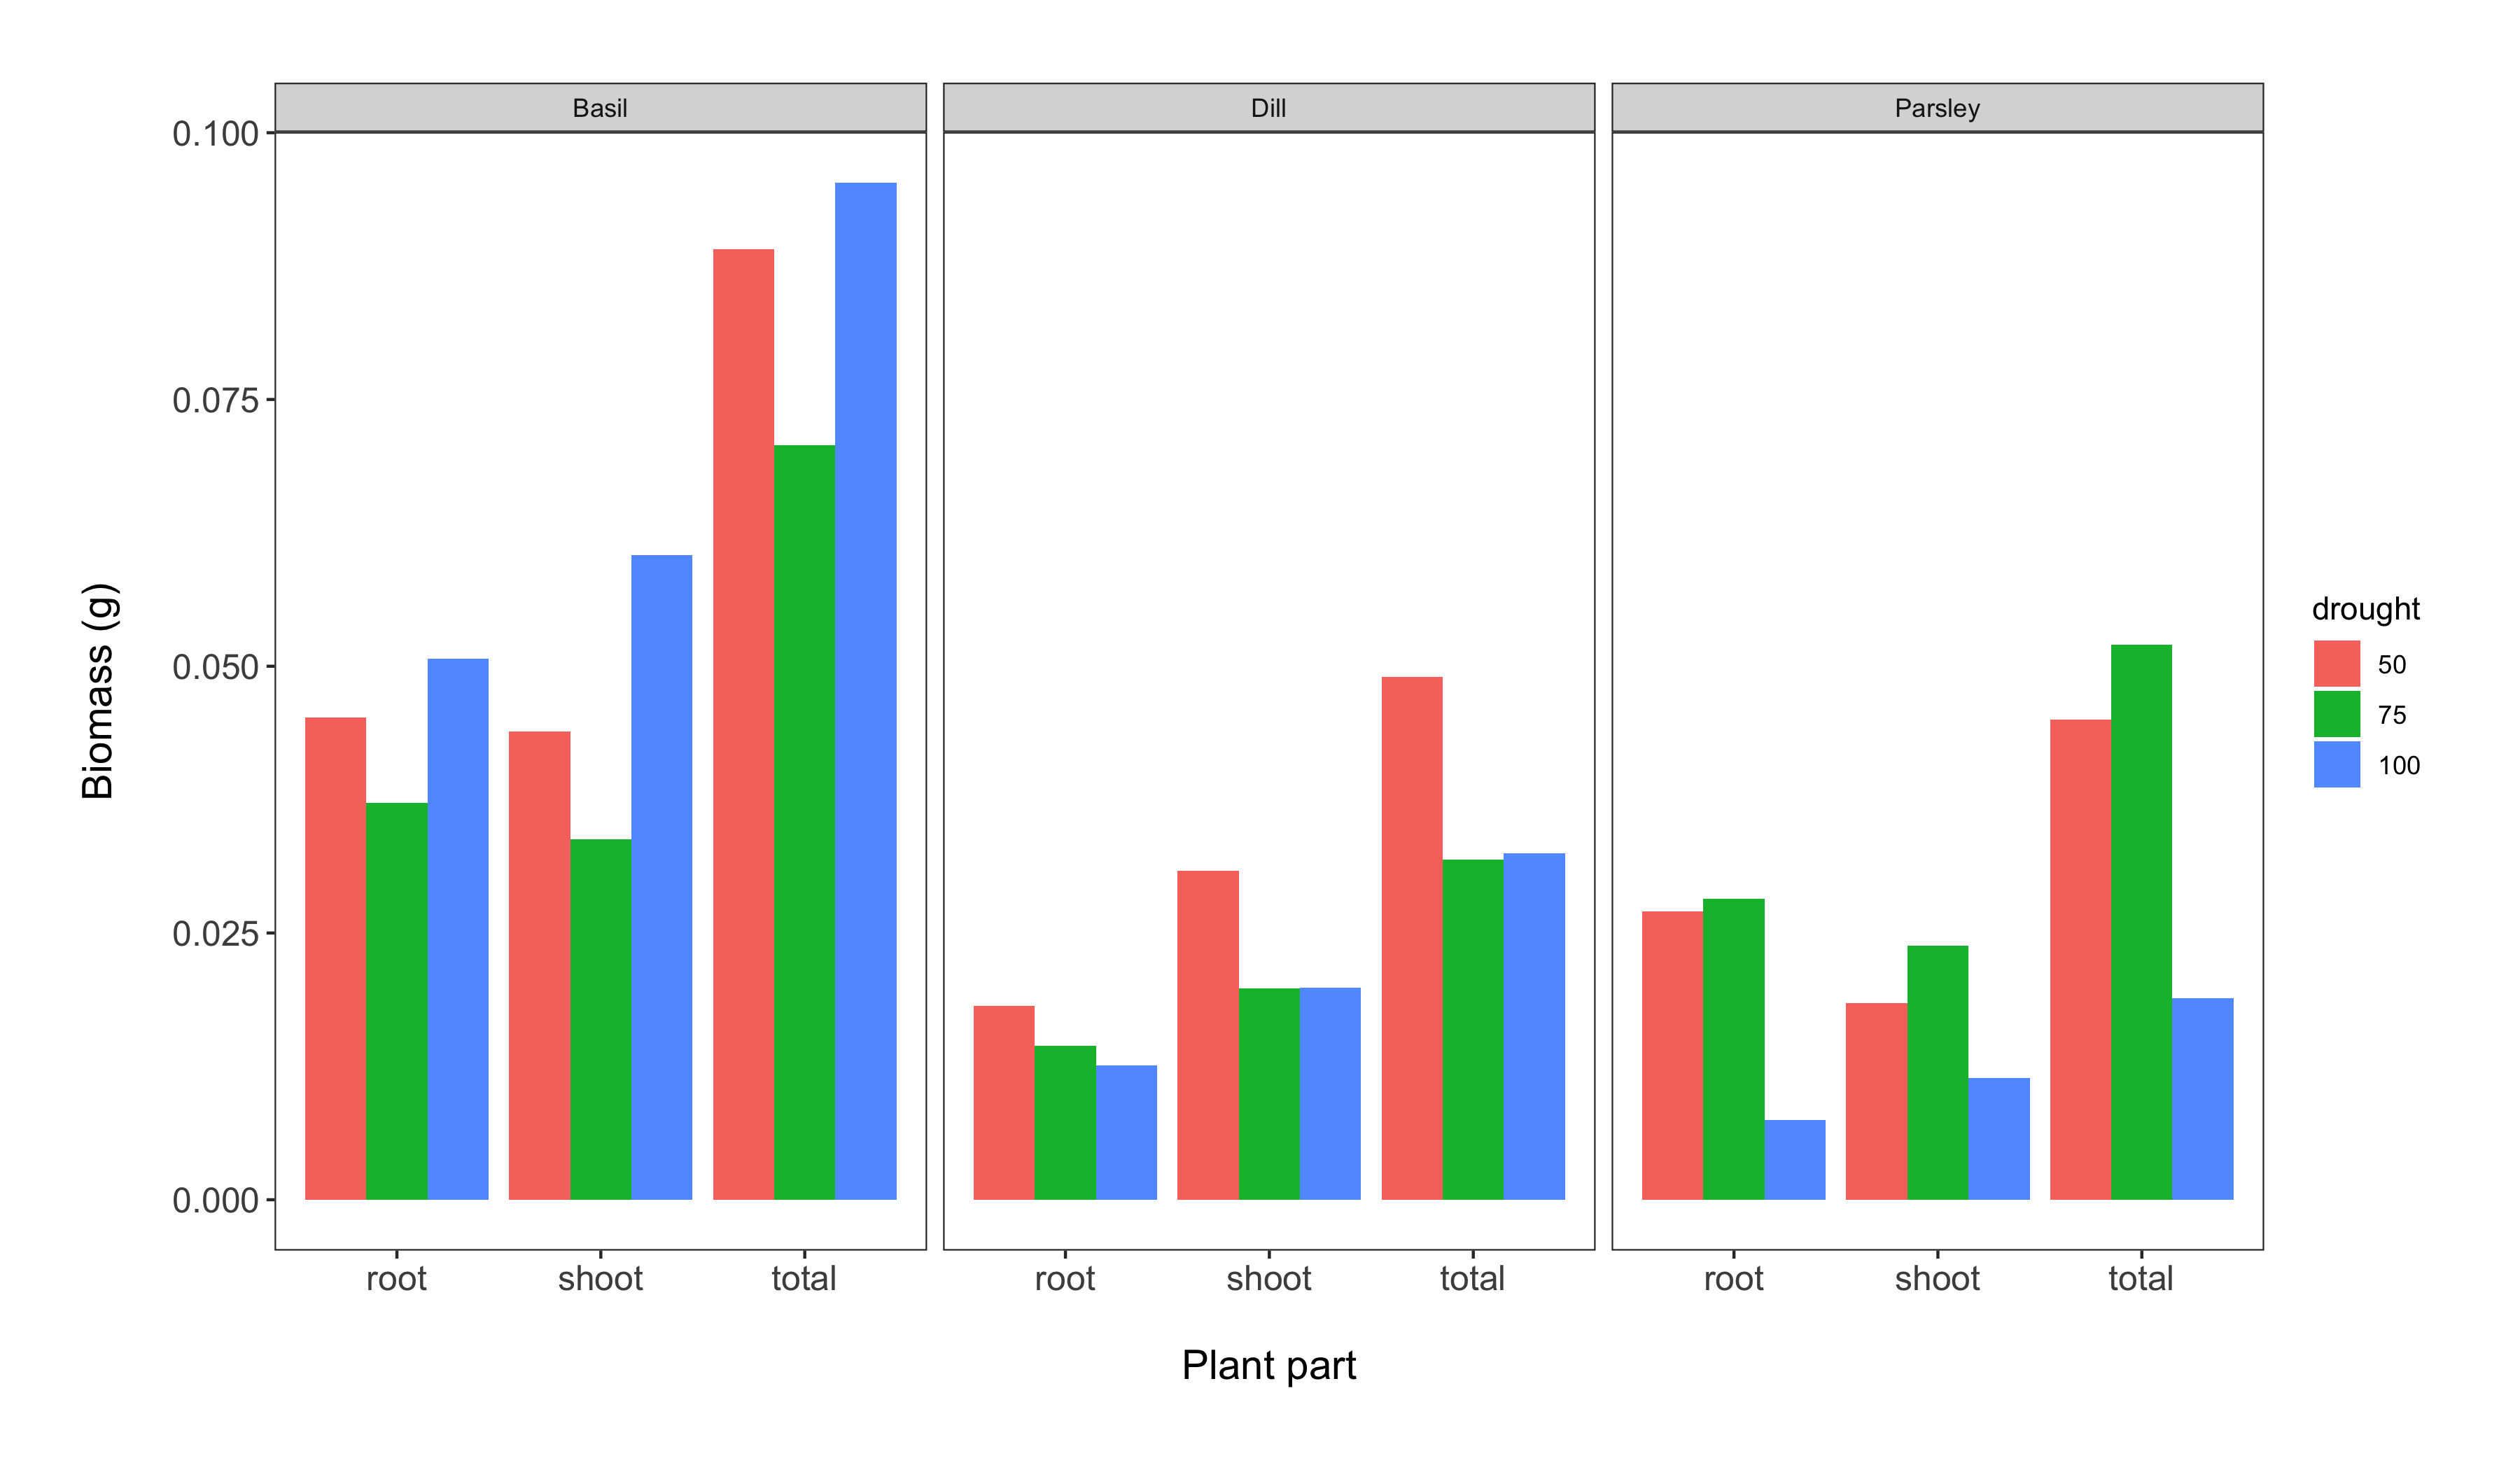 Basil Dill Parsley
0.100
0.075
0.050
0.025
0.000
Biomass (g)
root shoot total root shoot total root shoot total
Plant part
drought
50
75
100